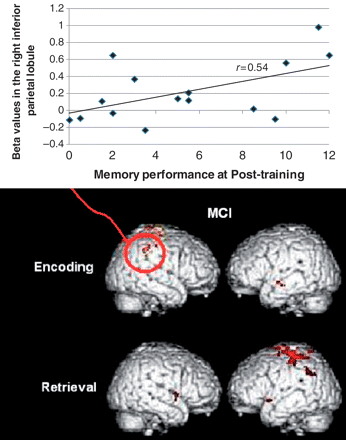 Beta values in the right inferior
parietal lobule
1.2
1
0.8
0.6
0.4
0.2
0
−0.2
−0.4
r=0.54
0 2 4 6 8 10 12
Memory performance at Post-training
MCI
Encoding
Retrieval